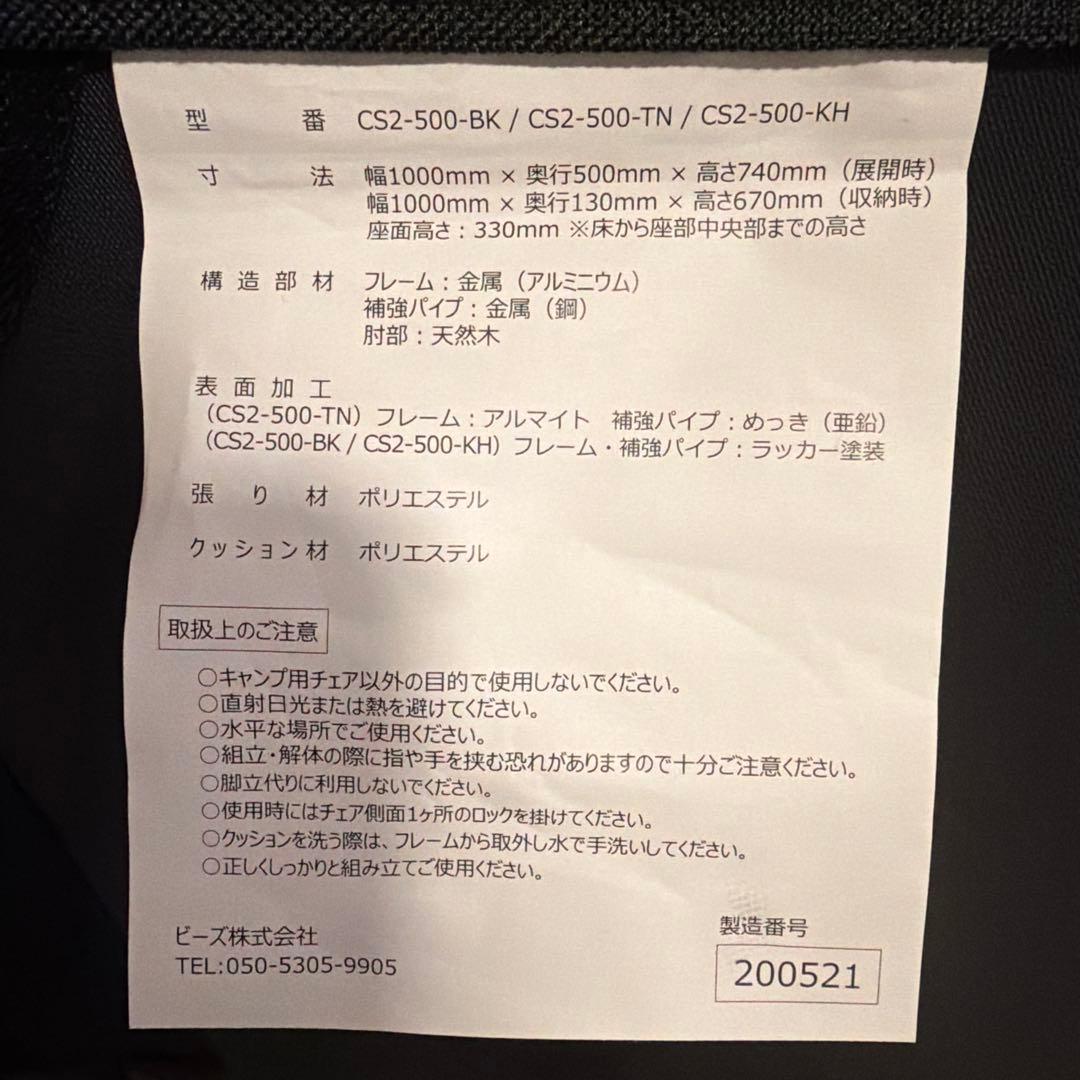 型番 CS2-500-BK / CS2-500-TN / CS2-500-KH
寸法 幅1000mm × 奥行500mm × 高さ740mm（展開時）
幅1000mm × 奥行130mm × 高さ670mm（収納時）
座面高さ：330mm ※床から座部中央部までの高さ
構造部材 フレーム：金属（アルミニウム）
補強パイプ：金属（鋼）
肘部：天然木
表面加工
（CS2-500-TN）フレーム：アルマイト 補強パイプ：めっき（亜鉛）
（CS2-500-BK / CS2-500-KH）フレーム・補強パイプ：ラッカー塗装
張り材 ポリエステル
クッション材 ポリエステル
取扱上のご注意
○キャンプ用チェア以外の目的で使用しないでください。
○直射日光または熱を避けてください。
○水平な場所でご使用ください。
○組立・解体の際に指や手を挟む恐れがありますので十分ご注意ください。
○脚立代りに利用しないでください。
○使用時にはチェア側面1ヶ所のロックを掛けてください。
○クッションを洗う際は、フレームから取外し水で手洗いしてください。
○正しくしっかりと組み立てご使用ください。
ビーズ株式会社
TEL:050-5305-9905
製造番号
200521